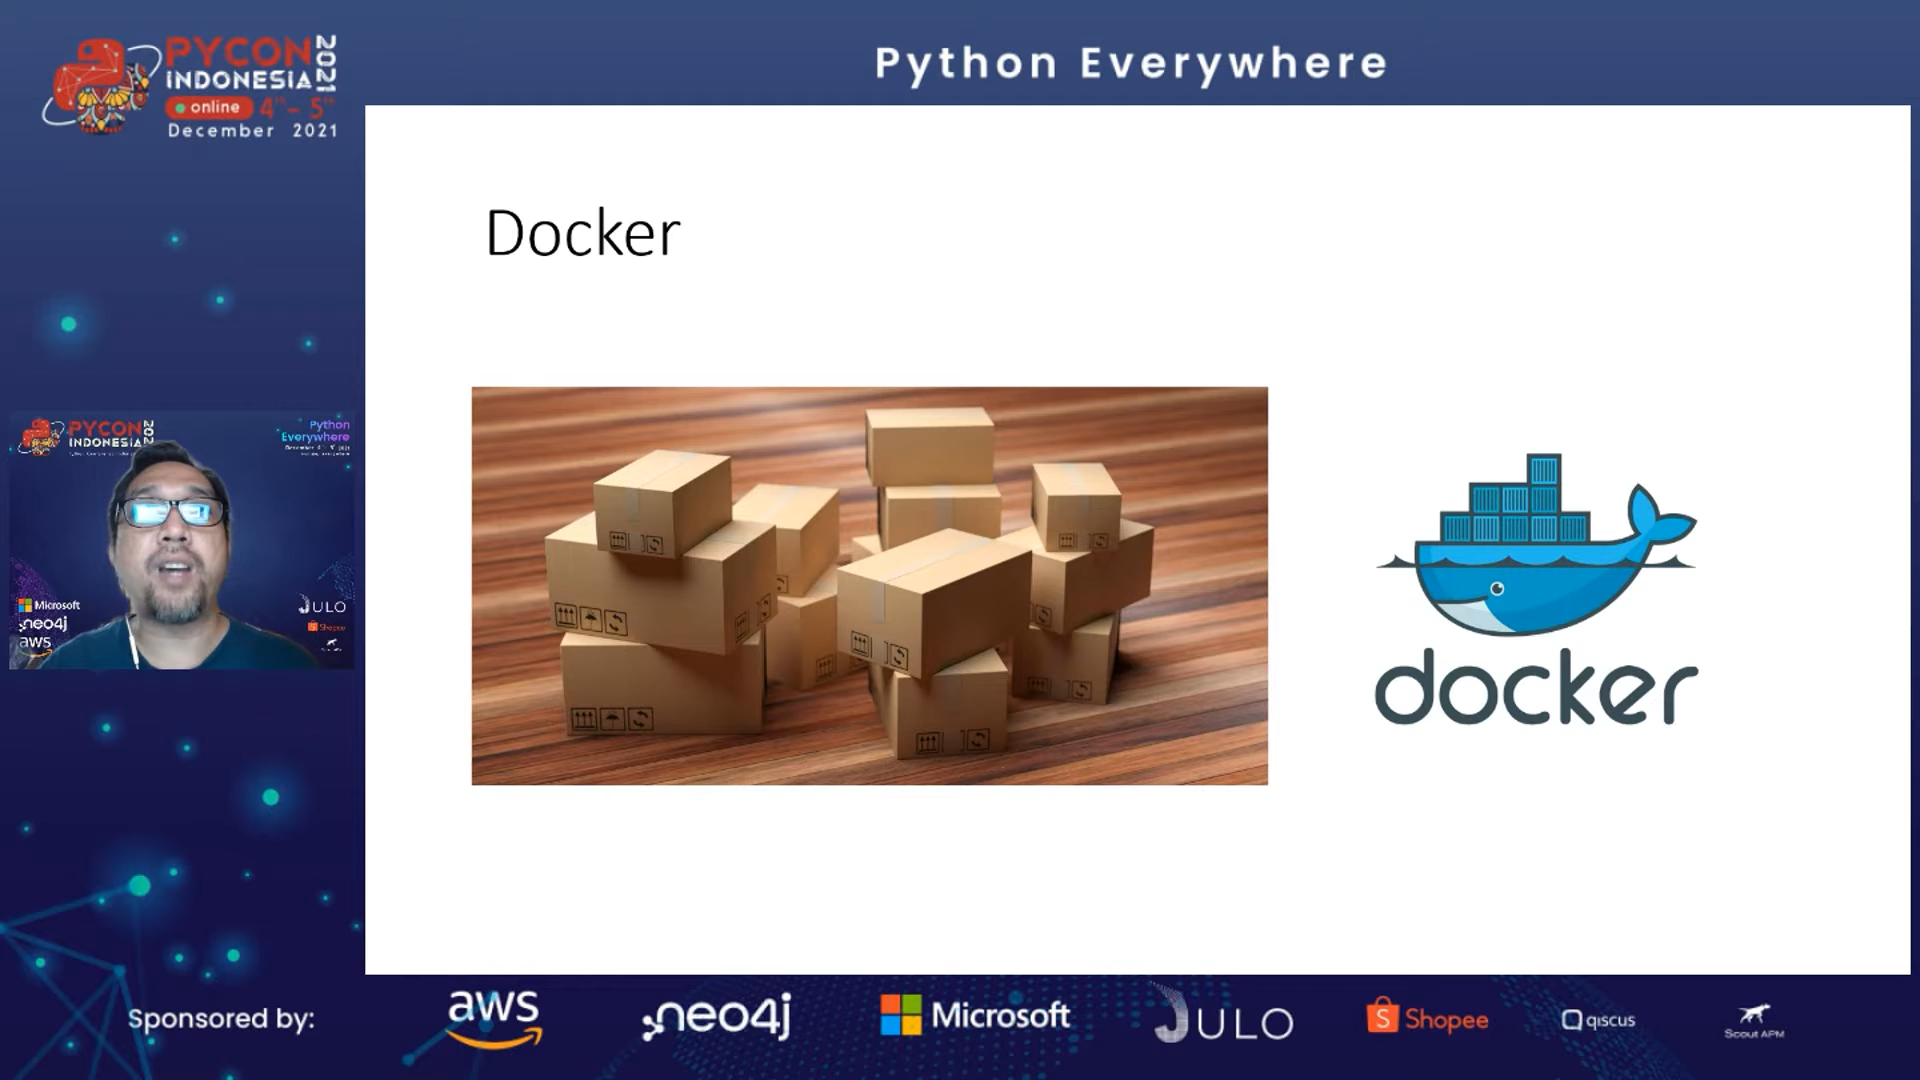 PYCON
INDONESIA
2021
online 4th - 5th
December 2021
Python Everywhere
Docker
docker
PYCON
INDONESIA
Python
Everywhere
Microsoft
neo4j
aws
JULO
Shopee
Sponsored by:
aws
neo4j
Microsoft
JULO
Shopee
qiscus
Scout APM